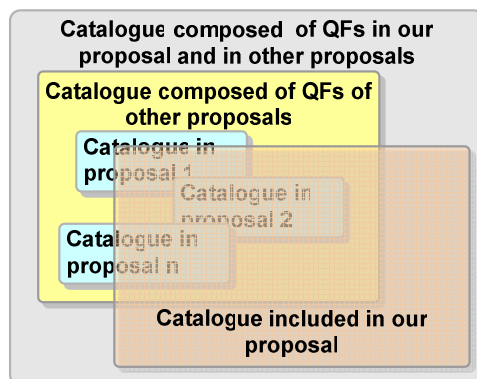 Catalogue composed of QFs in our
proposal and in other proposals
Catalogue composed of QFs of
other proposals
Catalogue in
proposal 1
Catalogue in
proposal 2
Catalogue in
proposal n
Catalogue included in our
proposal